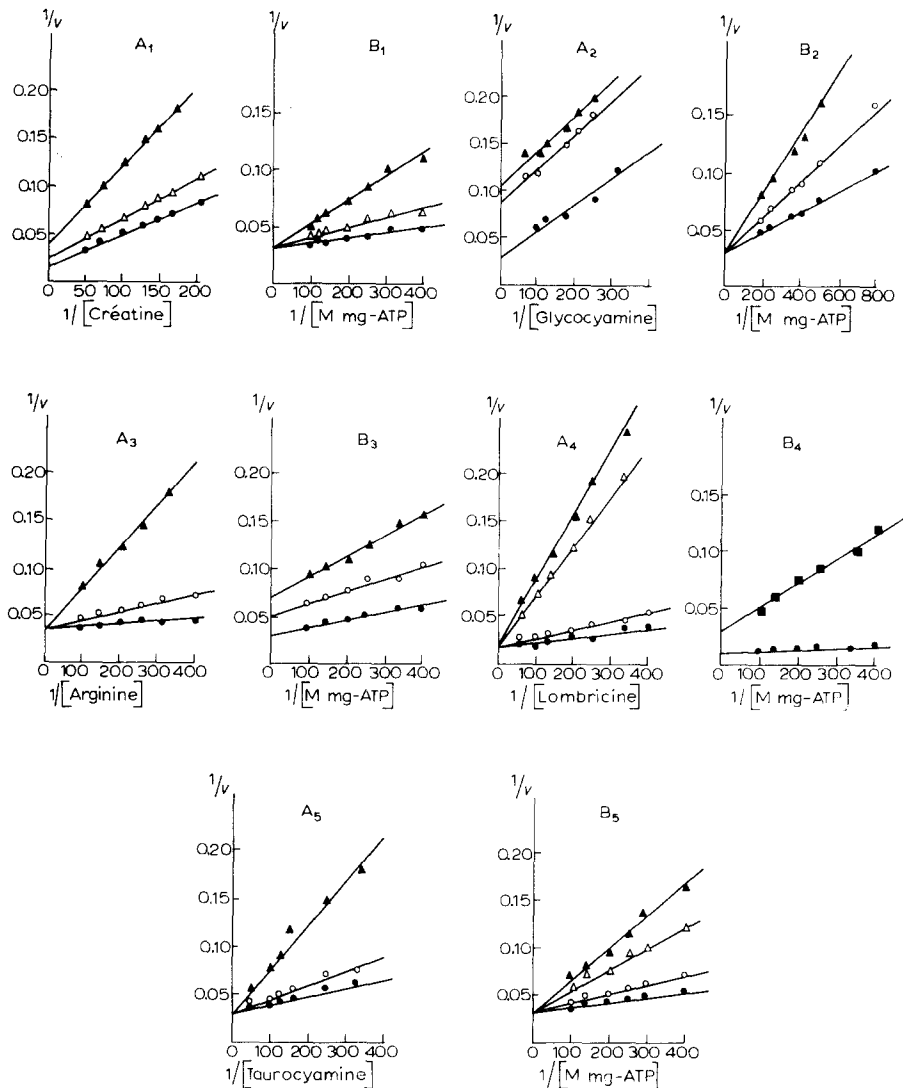 1/v A₁
0.20
0.15
0.10
0.05
0 50 100 150 200
1/[Créatine]
1/v B₁
0.15
0.10
0.05
0 100 200 300 400
1/[M mg-ATP]
1/v A₂
0.20
0.15
0.10
0.05
0 100 200 300
1/[Glycocyamine]
1/v B₂
0.15
0.10
0.05
0 200 400 600 800
1/[M mg-ATP]
1/v A₃
0.20
0.15
0.10
0.05
0 100 200 300 400
1/[Arginine]
1/v B₃
0.20
0.15
0.10
0.05
0 100 200 300 400
1/[M mg-ATP]
1/v A₄
0.20
0.15
0.10
0.05
0 100 200 300 400
1/[Lombricine]
1/v B₄
0.15
0.10
0.05
0 100 200 300 400
1/[M mg-ATP]
1/v A₅
0.20
0.15
0.10
0.05
0 100 200 300 400
1/[Taurocyamine]
1/v B₅
0.20
0.15
0.10
0.05
0 100 200 300 400
1/[M mg-ATP]